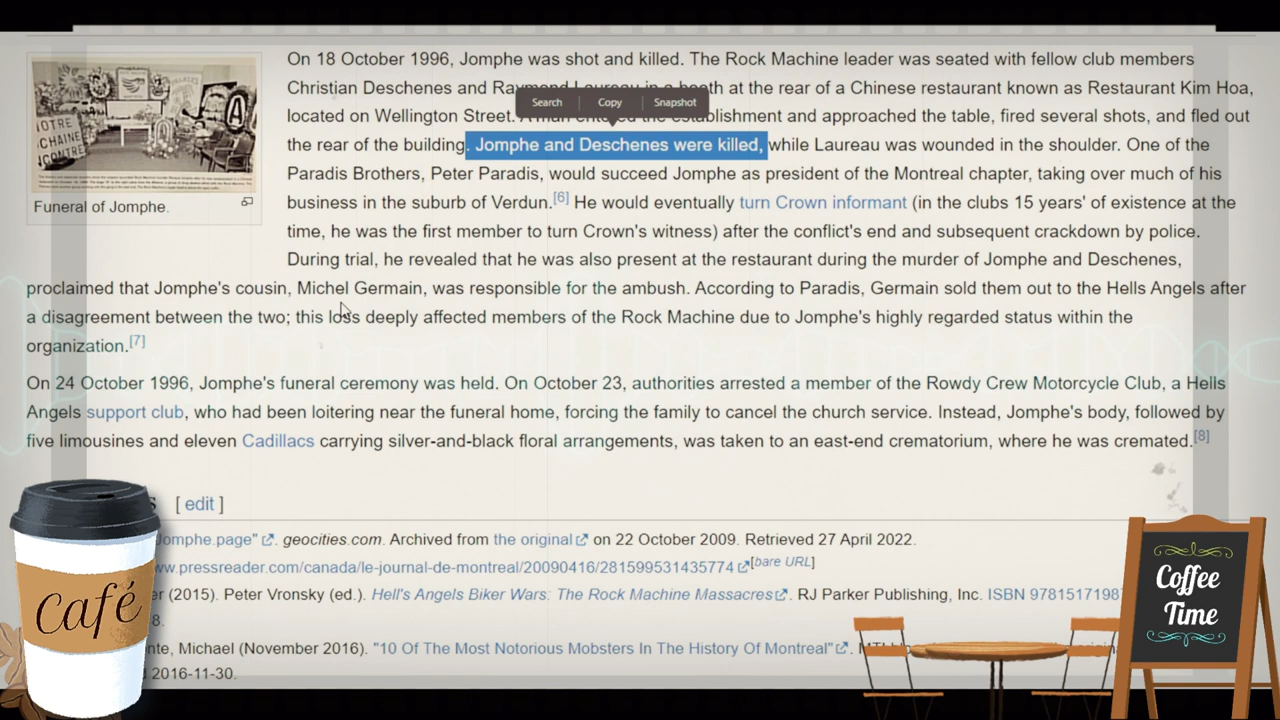 On 18 October 1996, Jomphe was shot and killed. The Rock Machine leader was seated with fellow club members
Christian Deschenes and Raymond Laureau in a booth at the rear of a Chinese restaurant known as Restaurant Kim Hoa,
Search Copy Snapshot
located on Wellington Street. A man entered the establishment and approached the table, fired several shots, and fled out
the rear of the building. Jomphe and Deschenes were killed, while Laureau was wounded in the shoulder. One of the
Paradis Brothers, Peter Paradis, would succeed Jomphe as president of the Montreal chapter, taking over much of his
business in the suburb of Verdun.[6] He would eventually turn Crown informant (in the clubs 15 years' of existence at the
time, he was the first member to turn Crown's witness) after the conflict's end and subsequent crackdown by police.
During trial, he revealed that he was also present at the restaurant during the murder of Jomphe and Deschenes,
proclaimed that Jomphe's cousin, Michel Germain, was responsible for the ambush. According to Paradis, Germain sold them out to the Hells Angels after
a disagreement between the two; this loss deeply affected members of the Rock Machine due to Jomphe's highly regarded status within the
organization.[7]
NOTRE
CHAINE
CONTRE
A
Funeral of Jomphe.
On 24 October 1996, Jomphe's funeral ceremony was held. On October 23, authorities arrested a member of the Rowdy Crew Motorcycle Club, a Hells
Angels support club, who had been loitering near the funeral home, forcing the family to cancel the church service. Instead, Jomphe's body, followed by
five limousines and eleven Cadillacs carrying silver-and-black floral arrangements, was taken to an east-end crematorium, where he was cremated.[8]
s [ edit ]
Jomphe.page". geocities.com. Archived from the original on 22 October 2009. Retrieved 27 April 2022.
ww.pressreader.com/canada/le-journal-de-montreal/20090416/281599531435774 [bare URL]
er (2015). Peter Vronsky (ed.). Hell's Angels Biker Wars: The Rock Machine Massacres. RJ Parker Publishing, Inc. ISBN 9781517198
8.
nte, Michael (November 2016). "10 Of The Most Notorious Mobsters In The History Of Montreal".
2016-11-30.
Café
Coffee
Time